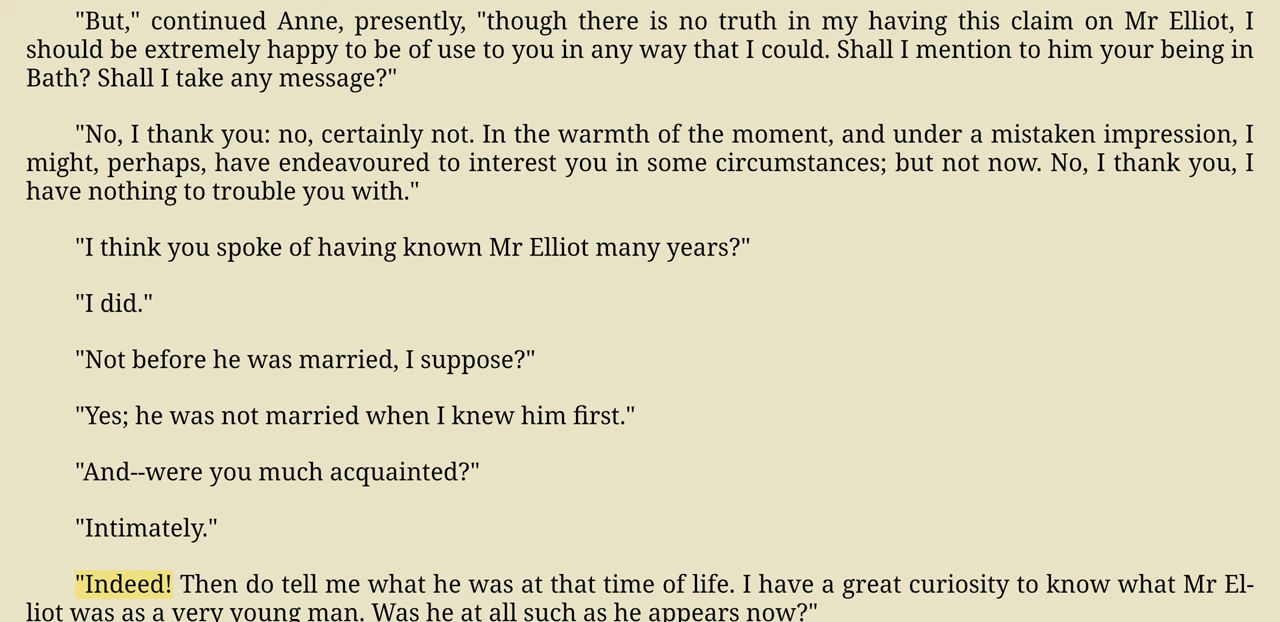 "But," continued Anne, presently, "though there is no truth in my having this claim on Mr Elliot, I
should be extremely happy to be of use to you in any way that I could. Shall I mention to him your being in
Bath? Shall I take any message?"
"No, I thank you: no, certainly not. In the warmth of the moment, and under a mistaken impression, I
might, perhaps, have endeavoured to interest you in some circumstances; but not now. No, I thank you, I
have nothing to trouble you with."
"I think you spoke of having known Mr Elliot many years?"
"I did."
"Not before he was married, I suppose?"
"Yes; he was not married when I knew him first."
"And--were you much acquainted?"
"Intimately."
"Indeed! Then do tell me what he was at that time of life. I have a great curiosity to know what Mr El-
liot was as a very young man. Was he at all such as he appears now?"